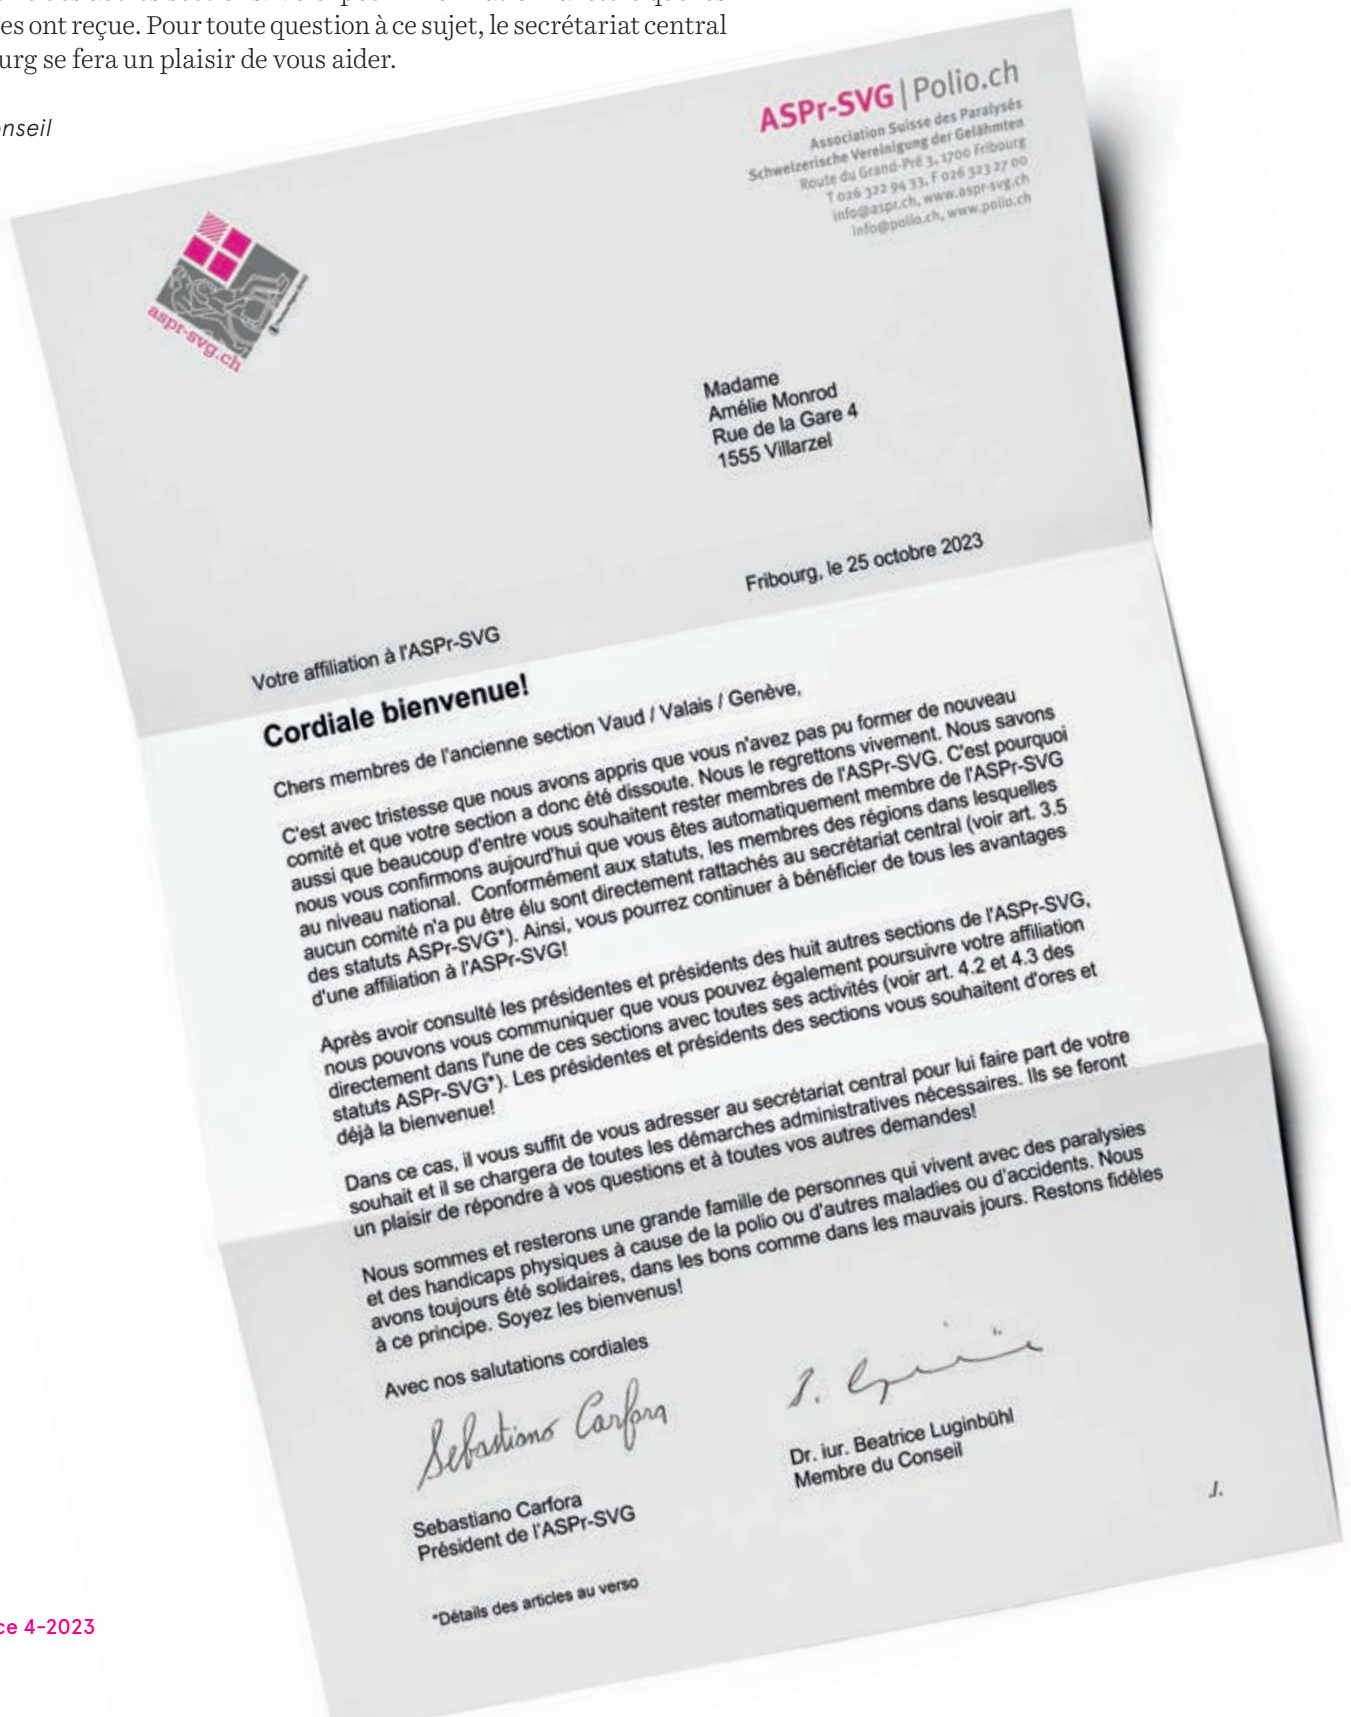 es ont reçue. Pour toute question à ce sujet, le secrétariat central
urg se fera un plaisir de vous aider.
nseil
ASPr-SVG | Polio.ch
Association Suisse des Paralysés
Schweizerische Vereinigung der Gelähmten
Route du Grand-Pré 3, 1700 Fribourg
T 026 322 94 33, F 026 323 27 00
info@aspr.ch, www.aspr-svg.ch
info@polio.ch, www.polio.ch
aspr-svg.ch
Madame
Amélie Monrod
Rue de la Gare 4
1555 Villarzel
Fribourg, le 25 octobre 2023
Votre affiliation à l'ASPr-SVG
Cordiale bienvenue!
Chers membres de l'ancienne section Vaud / Valais / Genève,
C'est avec tristesse que nous avons appris que vous n'avez pas pu former de nouveau
comité et que votre section a donc été dissoute. Nous le regrettons vivement. Nous savons
aussi que beaucoup d'entre vous souhaitent rester membres de l'ASPr-SVG. C'est pourquoi
nous vous confirmons aujourd'hui que vous êtes automatiquement membre de l'ASPr-SVG
au niveau national. Conformément aux statuts, les membres des régions dans lesquelles
aucun comité n'a pu être élu sont directement rattachés au secrétariat central (voir art. 3.5
des statuts ASPr-SVG*). Ainsi, vous pourrez continuer à bénéficier de tous les avantages
d'une affiliation à l'ASPr-SVG!
Après avoir consulté les présidentes et présidents des huit autres sections de l'ASPr-SVG,
nous pouvons vous communiquer que vous pouvez également poursuivre votre affiliation
directement dans l'une de ces sections avec toutes ses activités (voir art. 4.2 et 4.3 des
statuts ASPr-SVG*). Les présidentes et présidents des sections vous souhaitent d'ores et
déjà la bienvenue!
Dans ce cas, il vous suffit de vous adresser au secrétariat central pour lui faire part de votre
souhait et il se chargera de toutes les démarches administratives nécessaires. Ils se feront
un plaisir de répondre à vos questions et à toutes vos autres demandes!
Nous sommes et resterons une grande famille de personnes qui vivent avec des paralysies
et des handicaps physiques à cause de la polio ou d'autres maladies ou d'accidents. Nous
avons toujours été solidaires, dans les bons comme dans les mauvais jours. Restons fidèles
à ce principe. Soyez les bienvenus!
Avec nos salutations cordiales
Sebastiano Carfora
Sebastiano Carfora
Président de l'ASPr-SVG
Dr. iur. Beatrice Luginbühl
Membre du Conseil
./.
*Détails des articles au verso
ce 4-2023